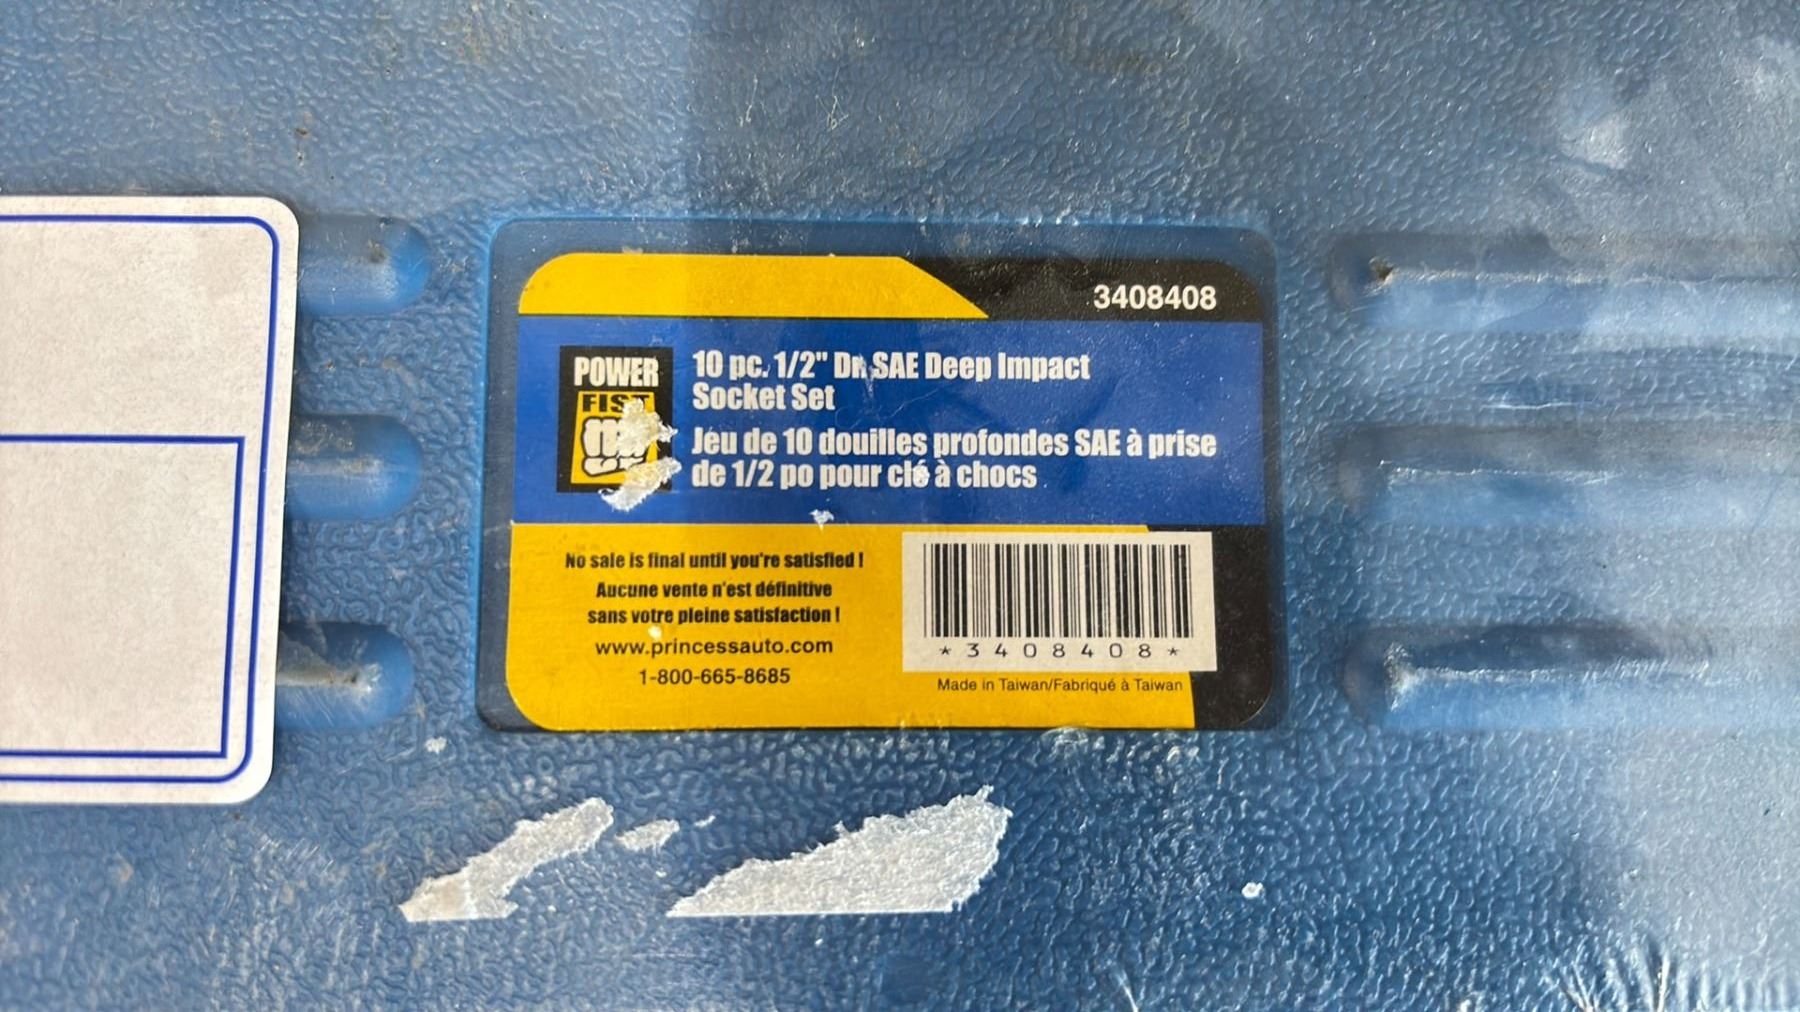 3408408
POWER
FIST
10 pc. 1/2" Dr. SAE Deep Impact
Socket Set
Jeu de 10 douilles profondes SAE à prise
de 1/2 po pour clé à chocs
No sale is final until you're satisfied !
Aucune vente n'est définitive
sans votre pleine satisfaction !
www.princessauto.com
1-800-665-8685
*3408408*
Made in Taiwan/Fabriqué à Taiwan